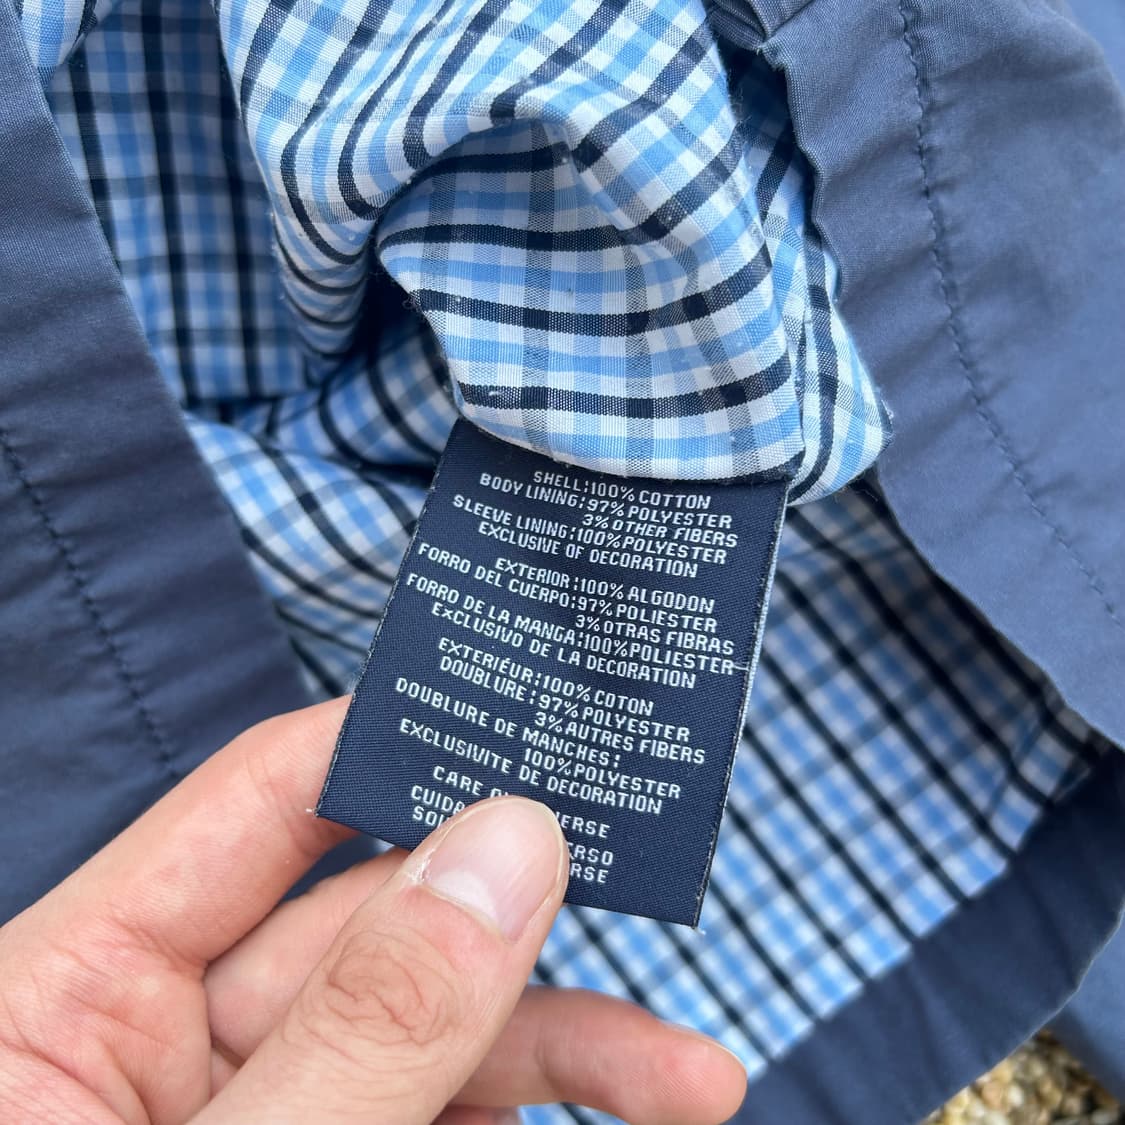 SHELL:100% COTTON
BODY LINING:97% POLYESTER
3% OTHER FIBERS
SLEEVE LINING:100% POLYESTER
EXCLUSIVE OF DECORATION
EXTERIOR:100% ALGODON
FORRO DEL CUERPO:97% POLIESTER
3% OTRAS FIBRAS
FORRO DE LA MANGA:100% POLIESTER
EXCLUSIVO DE LA DECORATION
EXTERIEUR:100% COTON
DOUBLURE:97% POLYESTER
3% AUTRES FIBERS
DOUBLURE DE MANCHES:
100% POLYESTER
EXCLUSIVITE DE DECORATION
CARE